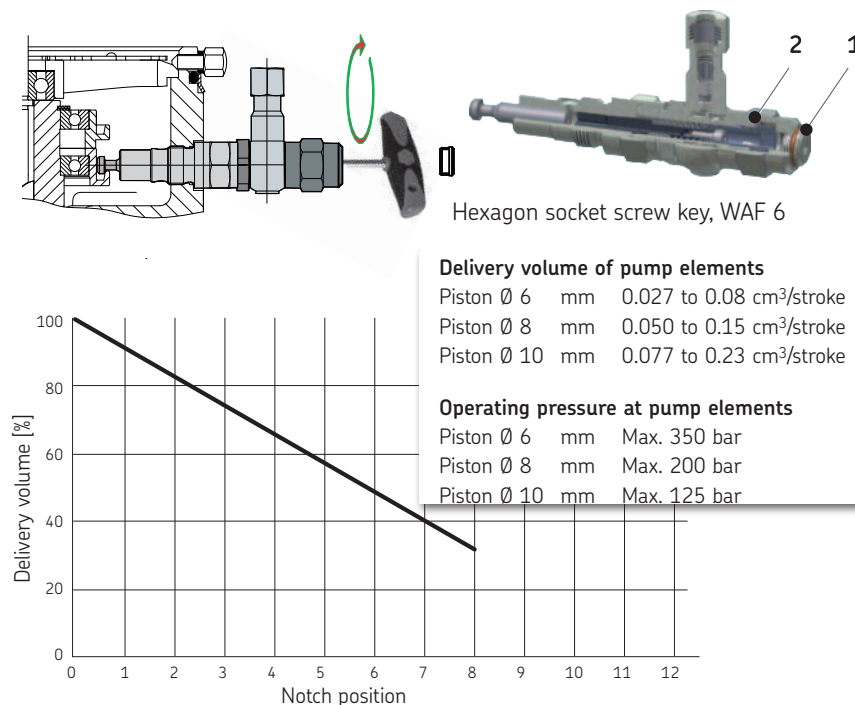 2
1
Hexagon socket screw key, WAF 6
Delivery volume of pump elements
Piston Ø 6 mm 0.027 to 0.08 cm³/stroke
Piston Ø 8 mm 0.050 to 0.15 cm³/stroke
Piston Ø 10 mm 0.077 to 0.23 cm³/stroke
Operating pressure at pump elements
Piston Ø 6 mm Max. 350 bar
Piston Ø 8 mm Max. 200 bar
Piston Ø 10 mm Max. 125 bar
Delivery volume [%]
100
80
60
40
20
0
0 1 2 3 4 5 6 7 8 9 10 11 12
Notch position